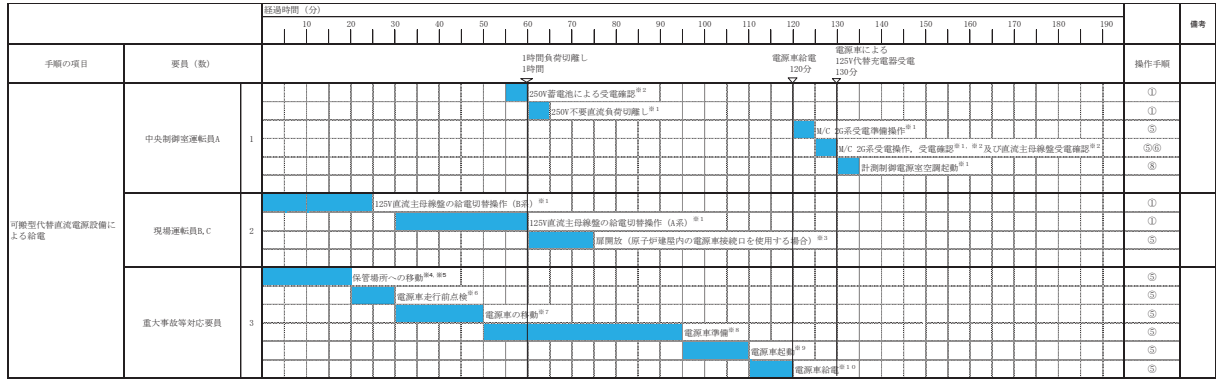 経過時間（分）
備考
10 20 30 40 50 60 70 80 90 100 110 120 130 140 150 160 170 180 190
手順の項目
要員（数）
1時間負荷切離し
1時間
電源車給電
120分
電源車による
125V代替充電器受電
130分
操作手順
可搬型代替直流電源設備に
よる給電
中央制御室運転員A
1
250V蓄電池による受電確認※2
①
250V不要直流負荷切離し※1
①
M/C 2G系受電準備操作※1
⑤
M/C 2G系受電操作，受電確認※1，※2及び直流主母線盤受電確認※2
⑤⑥
計測制御電源室空調起動※1
⑧
現場運転員B,C
2
125V直流主母線盤の給電切替操作（B系）※1
①
125V直流主母線盤の給電切替操作（A系）※1
①
扉開放（原子炉建屋内の電源車接続口を使用する場合）※3
⑤
重大事故等対応要員
3
保管場所への移動※4，※5
⑤
電源車走行前点検※6
⑤
電源車の移動※7
⑤
電源車準備※8
⑤
電源車起動※9
⑤
電源車給電※10
⑤